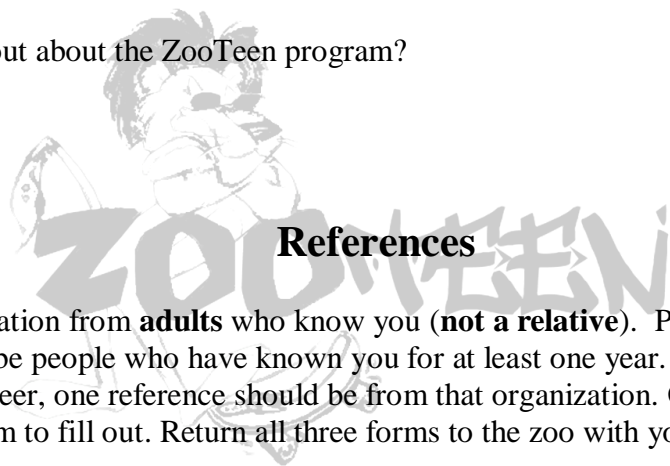 out about the ZooTeen program?
ZOOTEEN
References
ation from adults who know you (not a relative). P
be people who have known you for at least one year.
eer, one reference should be from that organization.
m to fill out. Return all three forms to the zoo with yo